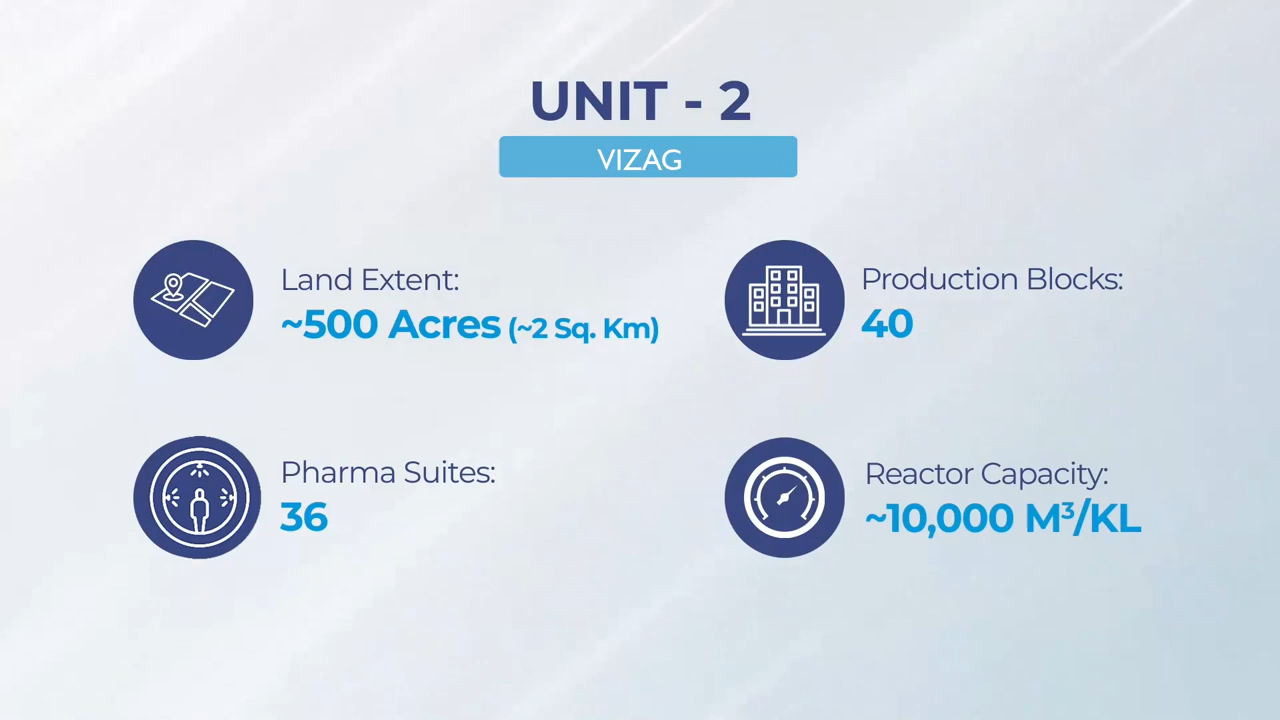 UNIT - 2
VIZAG
Land Extent:
~500 Acres (~2 Sq. Km)
Production Blocks:
40
Pharma Suites:
36
Reactor Capacity:
~10,000 M³/KL